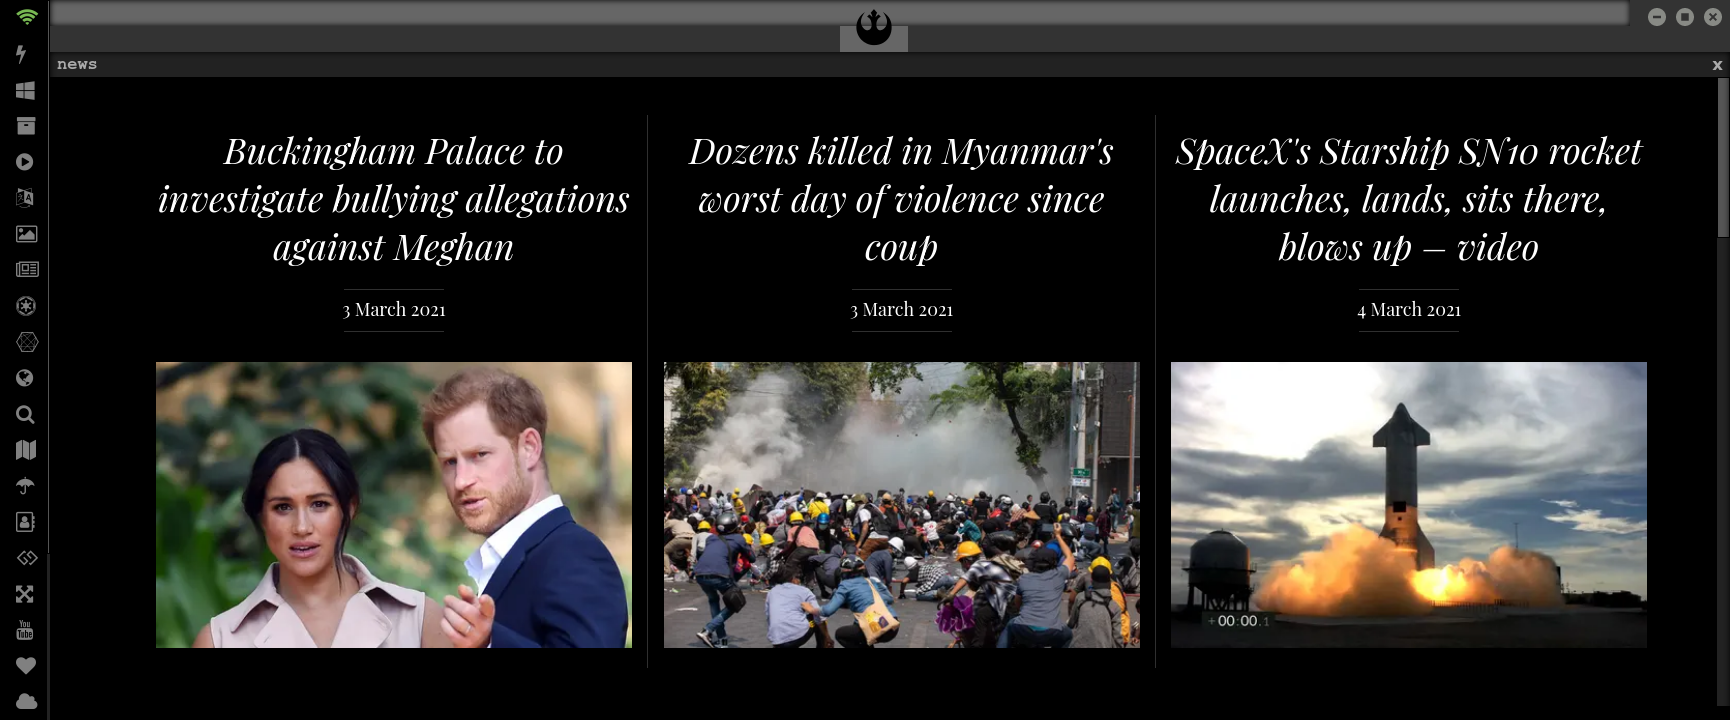 news
x
Buckingham Palace to
investigate bullying allegations
against Meghan
3 March 2021
Dozens killed in Myanmar's
worst day of violence since
coup
3 March 2021
SpaceX's Starship SN10 rocket
launches, lands, sits there,
blows up – video
4 March 2021
+00:00.1
You
Tube